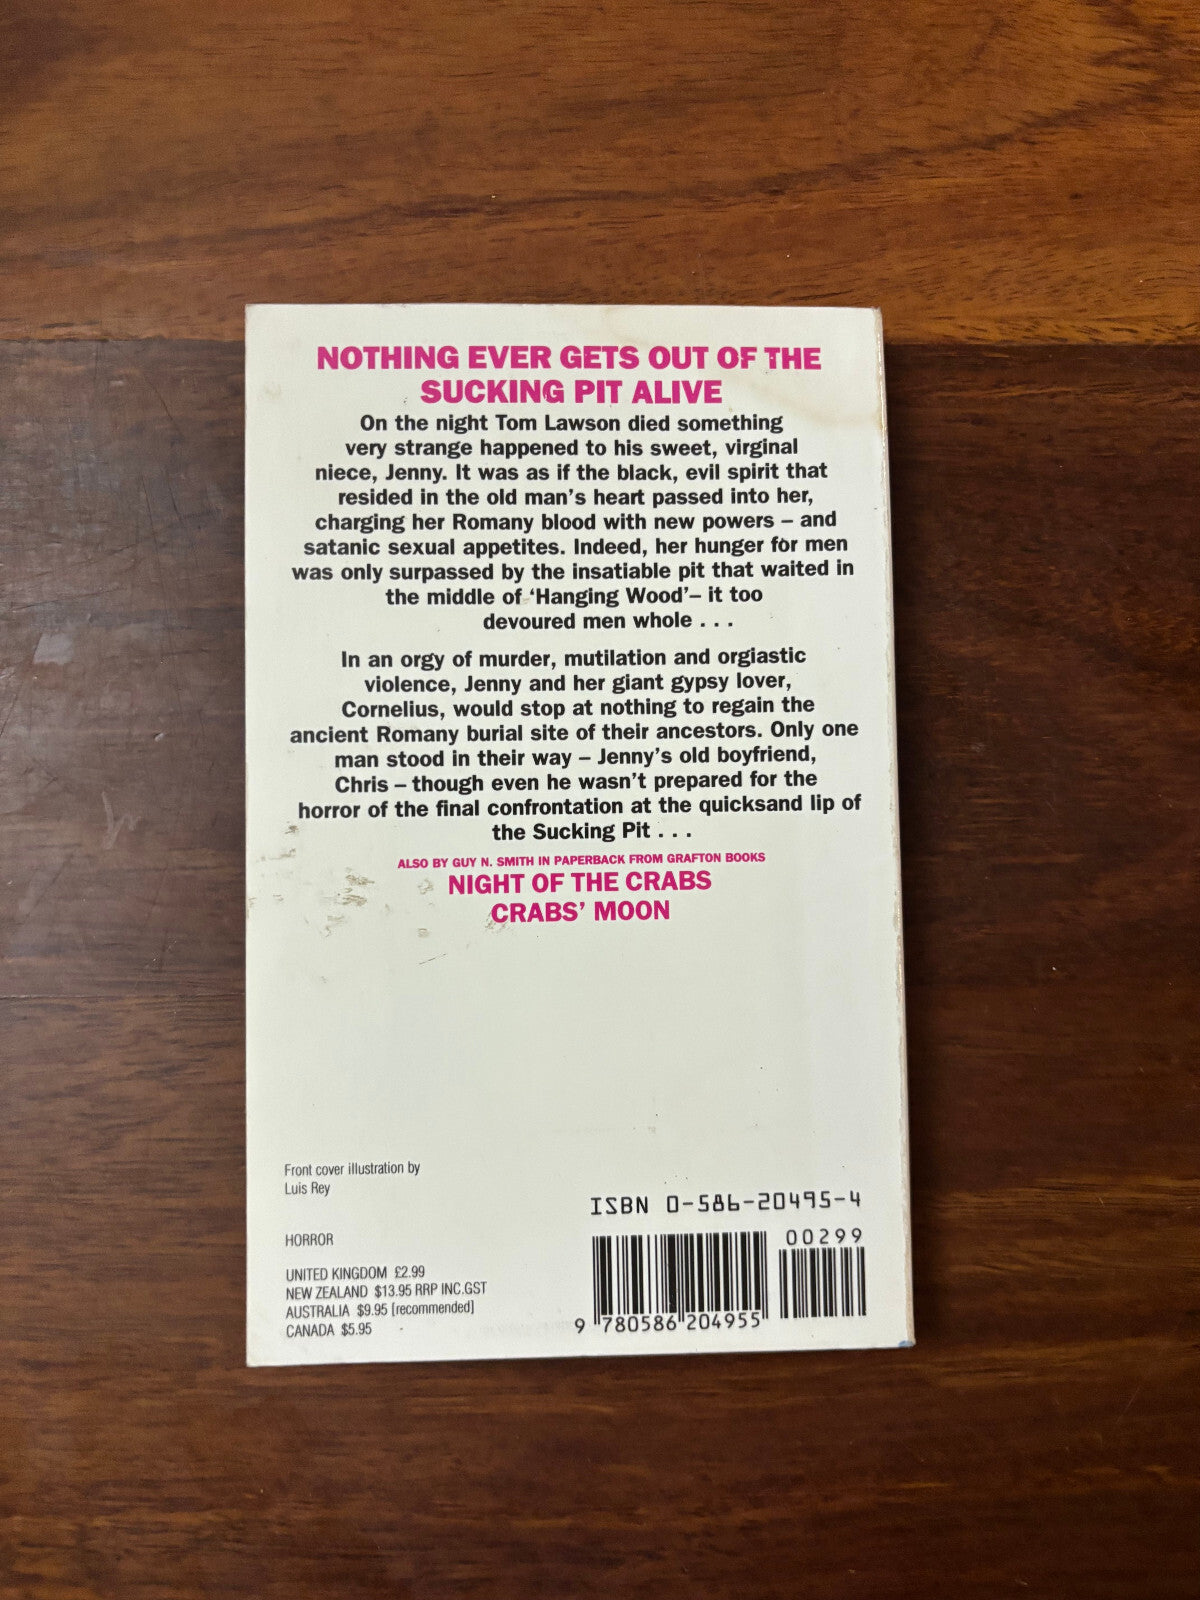 NOTHING EVER GETS OUT OF THE
SUCKING PIT ALIVE
On the night Tom Lawson died something
very strange happened to his sweet, virginal
niece, Jenny. It was as if the black, evil spirit that
resided in the old man's heart passed into her,
charging her Romany blood with new powers – and
satanic sexual appetites. Indeed, her hunger for men
was only surpassed by the insatiable pit that waited in
the middle of 'Hanging Wood'– it too
devoured men whole . . .
In an orgy of murder, mutilation and orgiastic
violence, Jenny and her giant gypsy lover,
Cornelius, would stop at nothing to regain the
ancient Romany burial site of their ancestors. Only one
man stood in their way – Jenny's old boyfriend,
Chris – though even he wasn't prepared for the
horror of the final confrontation at the quicksand lip of
the Sucking Pit . . .
ALSO BY GUY N. SMITH IN PAPERBACK FROM GRAFTON BOOKS
NIGHT OF THE CRABS
CRABS' MOON
Front cover illustration by
Luis Rey
HORROR
UNITED KINGDOM £2.99
NEW ZEALAND $13.95 RRP INC.GST
AUSTRALIA $9.95 [recommended]
CANADA $5.95
ISBN 0-586-20495-4
00299
9 780586 204955